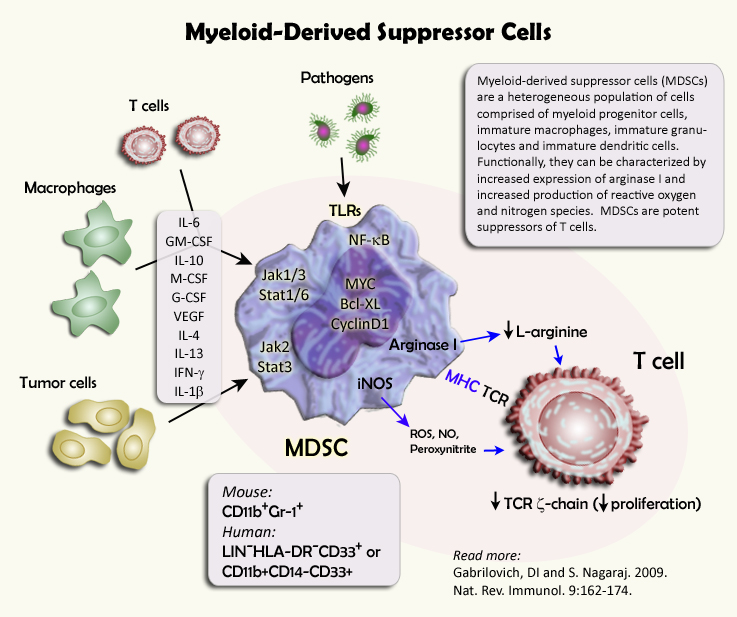 Myeloid-Derived Suppressor Cells
Pathogens
T cells
Macrophages
Tumor cells
IL-6
GM-CSF
IL-10
M-CSF
G-CSF
VEGF
IL-4
IL-13
IFN-γ
IL-1β
Myeloid-derived suppressor cells (MDSCs)
are a heterogeneous population of cells
comprised of myeloid progenitor cells,
immature macrophages, immature granu-
locytes and immature dendritic cells.
Functionally, they can be characterized by
increased expression of arginase I and
increased production of reactive oxygen
and nitrogen species.  MDSCs are potent
suppressors of T cells.
TLRs
NF-κB
Jak1/3
Stat1/6
MYC
Bcl-XL
CyclinD1
Jak2
Stat3
Arginase I
iNOS
MDSC
↓ L-arginine
MHC TCR
ROS, NO,
Peroxynitrite
T cell
↓ TCR ζ-chain (↓ proliferation)
Mouse:
CD11b⁺Gr-1⁺
Human:
LIN⁻HLA-DR⁻CD33⁺ or
CD11b+CD14-CD33+
Read more:
Gabrilovich, DI and S. Nagaraj. 2009.
Nat. Rev. Immunol. 9:162-174.